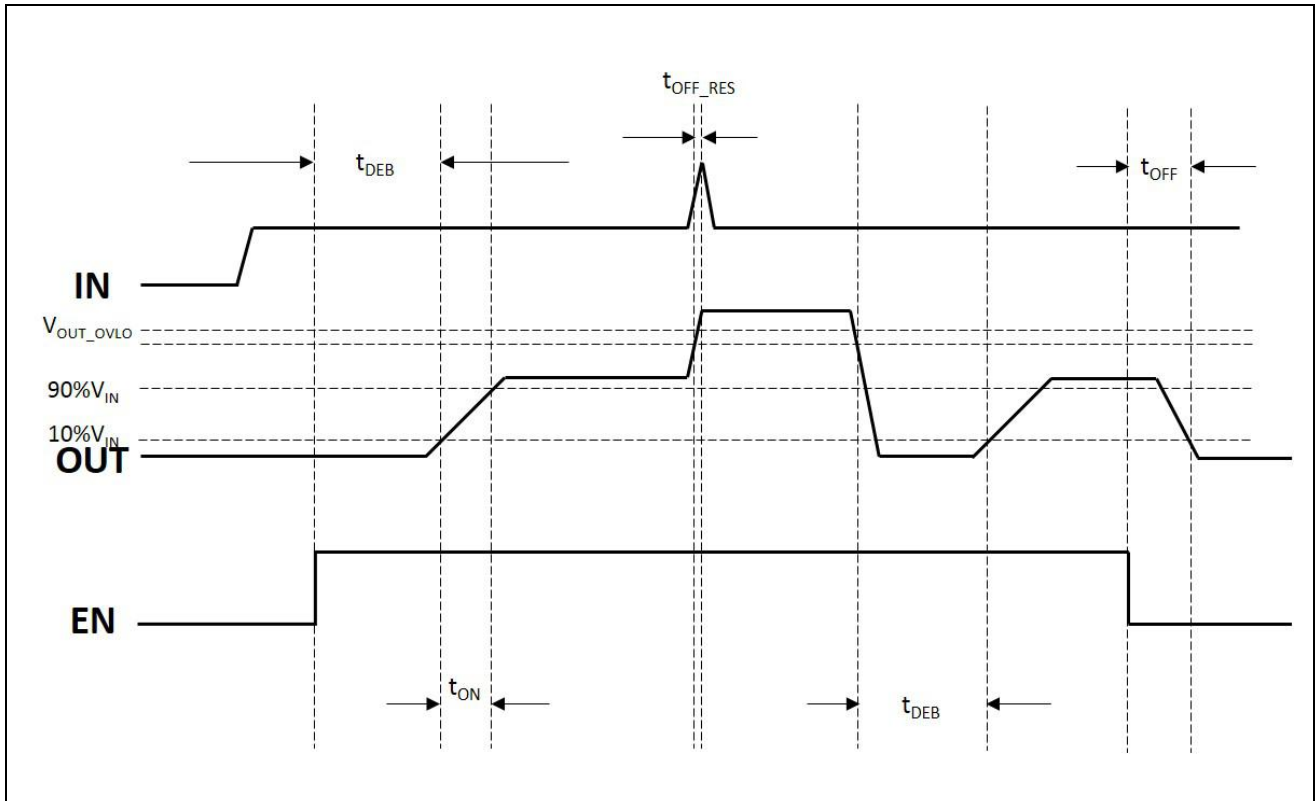 tOFF_RES
tDEB
tOFF
IN
VOUT_OVLO
90%VIN
10%VIN
OUT
EN
tON
tDEB